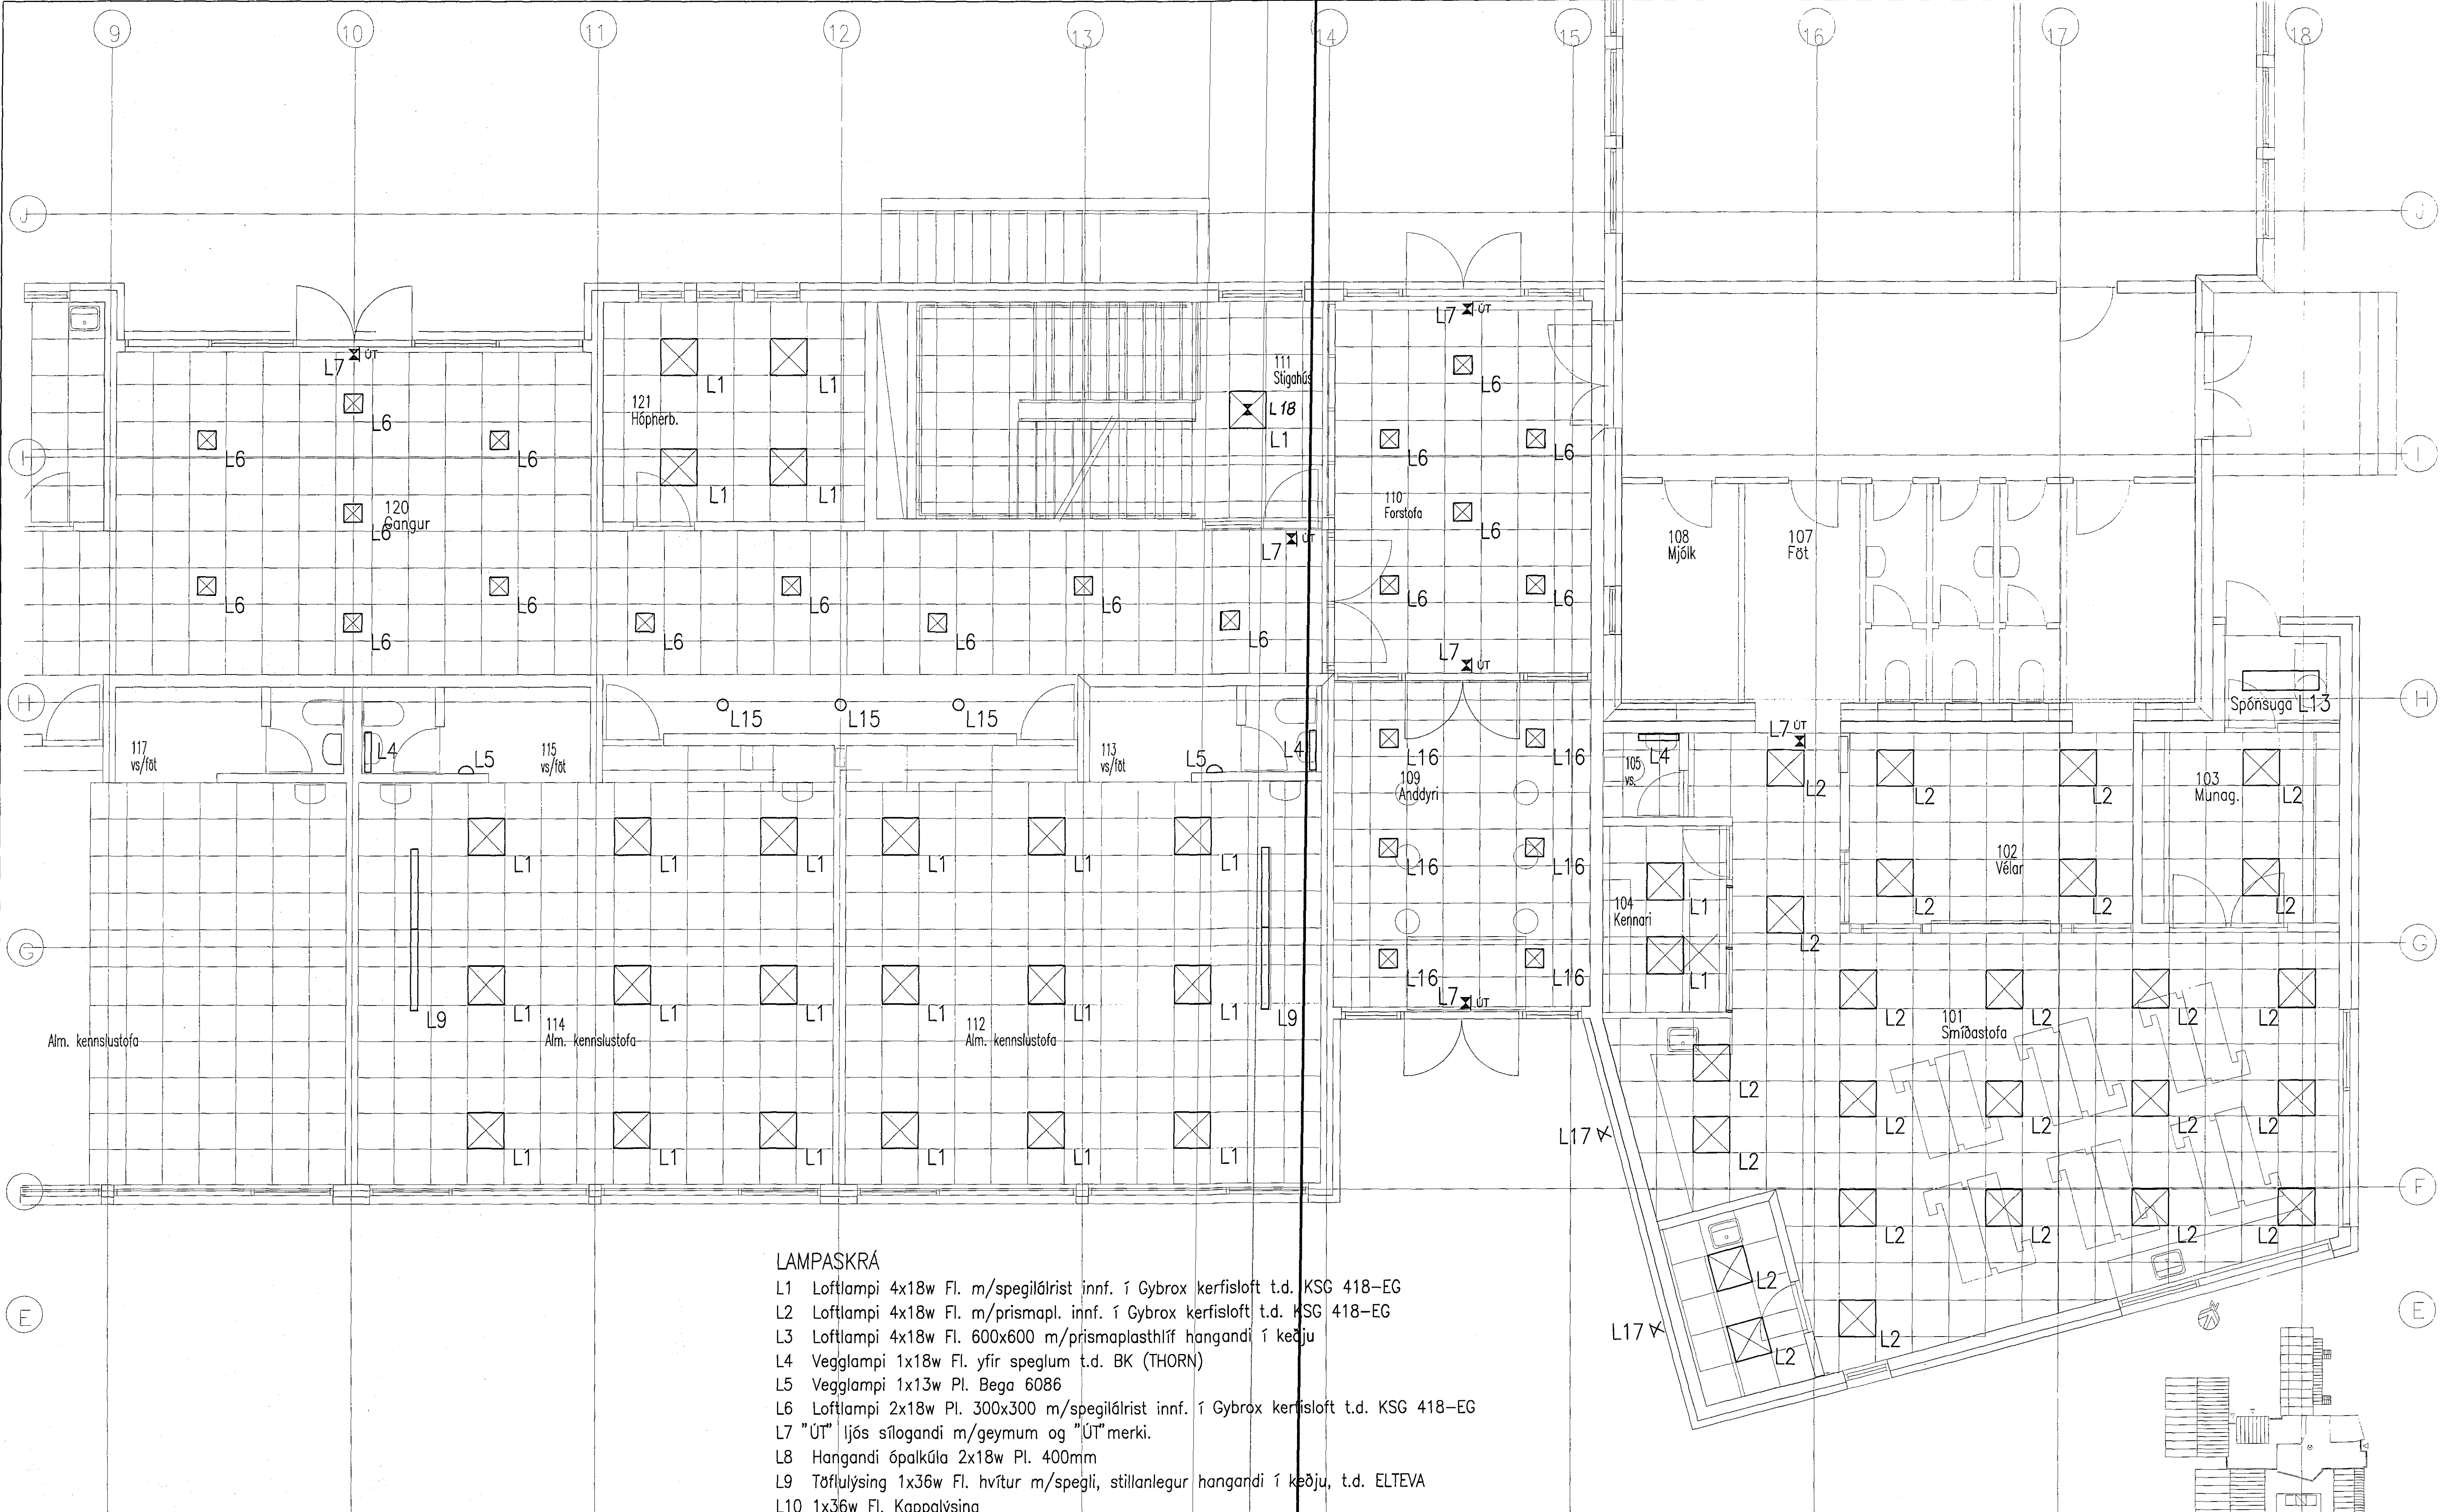 9 10 11 12 13 14 15 16 17 18
J J
L7 ÚT
L7 ÚT
L6
L6 L6
L6
120
Gangur
L6 L6
L6
L1 L1
121
Hópherb.
L1 L1
111
Stigahús
L18
L1
L7 ÚT
L6 L6 L6 L6 L6
L6
L6 L6
110
Forstofa
L6
L6 L6
L7 ÚT
I I
108
Mjólk
107
Föt
H H
L15 L15 L15
117
vs/föt
L4
L5
115
vs/föt
113
vs/föt
L5
L4
L16 L16
109
Anddyri
L16 L16
L16 L16
L7 ÚT
105
vs.
L4
L7 ÚT
L2
L2
L2 L2
102
Vélar
L2 L2
103
Munag.
L2
L2
Spónsuga L13
104
Kennari
L1
L1
G G
L1 L1 L1 L1 L1 L1
L9 L1 L1 L1 L1 L1 L1 L9
Alm. kennslustofa
114
Alm. kennslustofa
112
Alm. kennslustofa
L1 L1 L1 L1 L1 L1
L2 L2 L2 L2
101
Smíðastofa
L2
L2 L2 L2 L2
L2
L17
L2 L2 L2 L2
L2
L2
L2
L17
F
E E
LAMPASKRÁ
L1 Loftlampi 4x18w Fl. m/spegilálrist innf. í Gybrox kerfisloft t.d. KSG 418-EG
L2 Loftlampi 4x18w Fl. m/prismapl. innf. í Gybrox kerfisloft t.d. KSG 418-EG
L3 Loftlampi 4x18w Fl. 600x600 m/prismaplasthlíf hangandi í keðju
L4 Vegglampi 1x18w Fl. yfir speglum t.d. BK (THORN)
L5 Vegglampi 1x13w Pl. Bega 6086
L6 Loftlampi 2x18w Pl. 300x300 m/spegilálrist innf. í Gybrox kerfisloft t.d. KSG 418-EG
L7 "ÚT" ljós sílogandi m/geymum og "ÚT"merki.
L8 Hangandi ópalkúla 2x18w Pl. 400mm
L9 Töflulýsing 1x36w Fl. hvítur m/spegli, stillanlegur hangandi í keðju, t.d. ELTEVA
L10 1x36w Fl. Kappalýsing